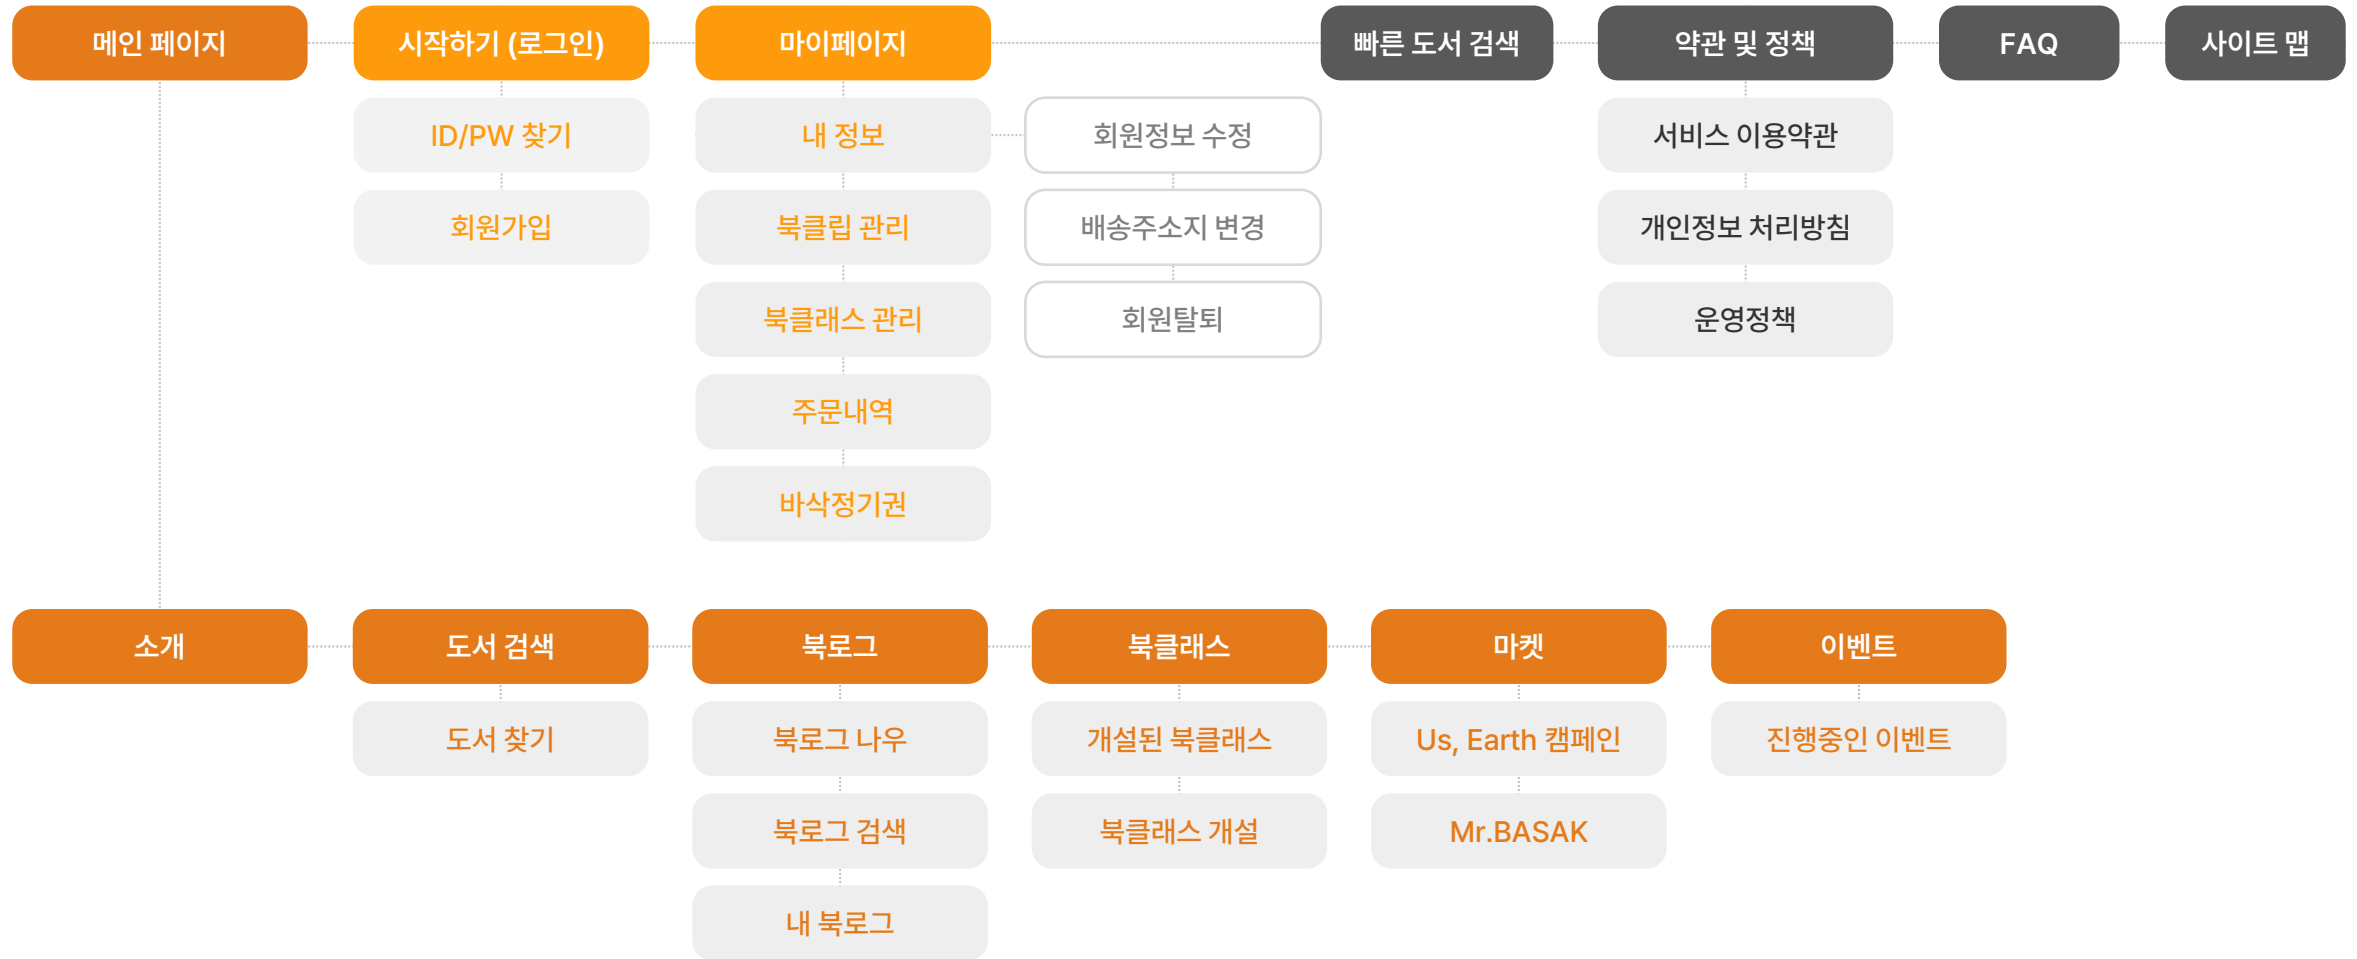 메인 페이지
시작하기 (로그인)
마이페이지
빠른 도서 검색
약관 및 정책
FAQ
사이트 맵
ID/PW 찾기
내 정보
회원정보 수정
서비스 이용약관
회원가입
북클립 관리
배송주소지 변경
개인정보 처리방침
북클래스 관리
회원탈퇴
운영정책
주문내역
바삭정기권
소개
도서 검색
북로그
북클래스
마켓
이벤트
도서 찾기
북로그 나우
개설된 북클래스
Us, Earth 캠페인
진행중인 이벤트
북로그 검색
북클래스 개설
Mr.BASAK
내 북로그